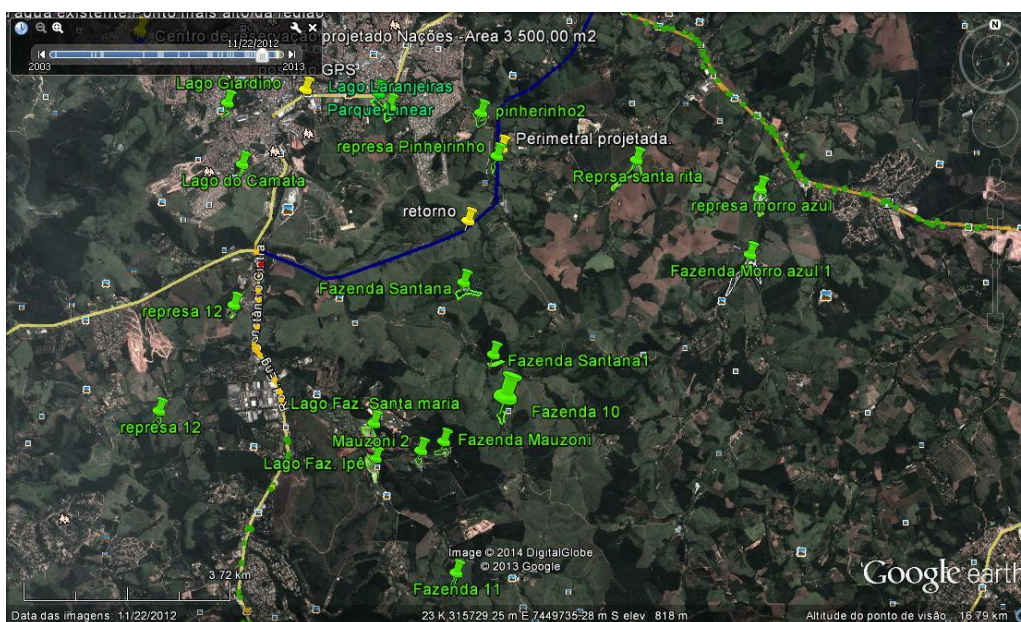 água existente.Ponto mais alto da região
Centro de reservação projetado Nações -Area 3.500,00 m2
11/22/2012
2003
2013
GPS
Lago Giardino
Lago Laranjeiras
Parque Linear
pinherinho2
Perimetral projetada.
represa Pinheirinho
Lago do Camata
Reprsa santa rita
retorno
represa morro azul
Fazenda Morro azul 1
Fazenda Santana
represa 12
Rod. Eng. Constâncio Cintra
Fazenda Santana1
Lago Faz. Santa maria
Fazenda 10
represa 12
Mauzoni 2
Fazenda Mauzoni
Lago Faz. Ipê
Image © 2014 DigitalGlobe
© 2013 Google
3.72 km
Fazenda 11
Google earth
Data das imagens: 11/22/2012
23 K 315729.25 m E 7449735.28 m S elev 818 m
Altitude do ponto de visão 16.79 km
N